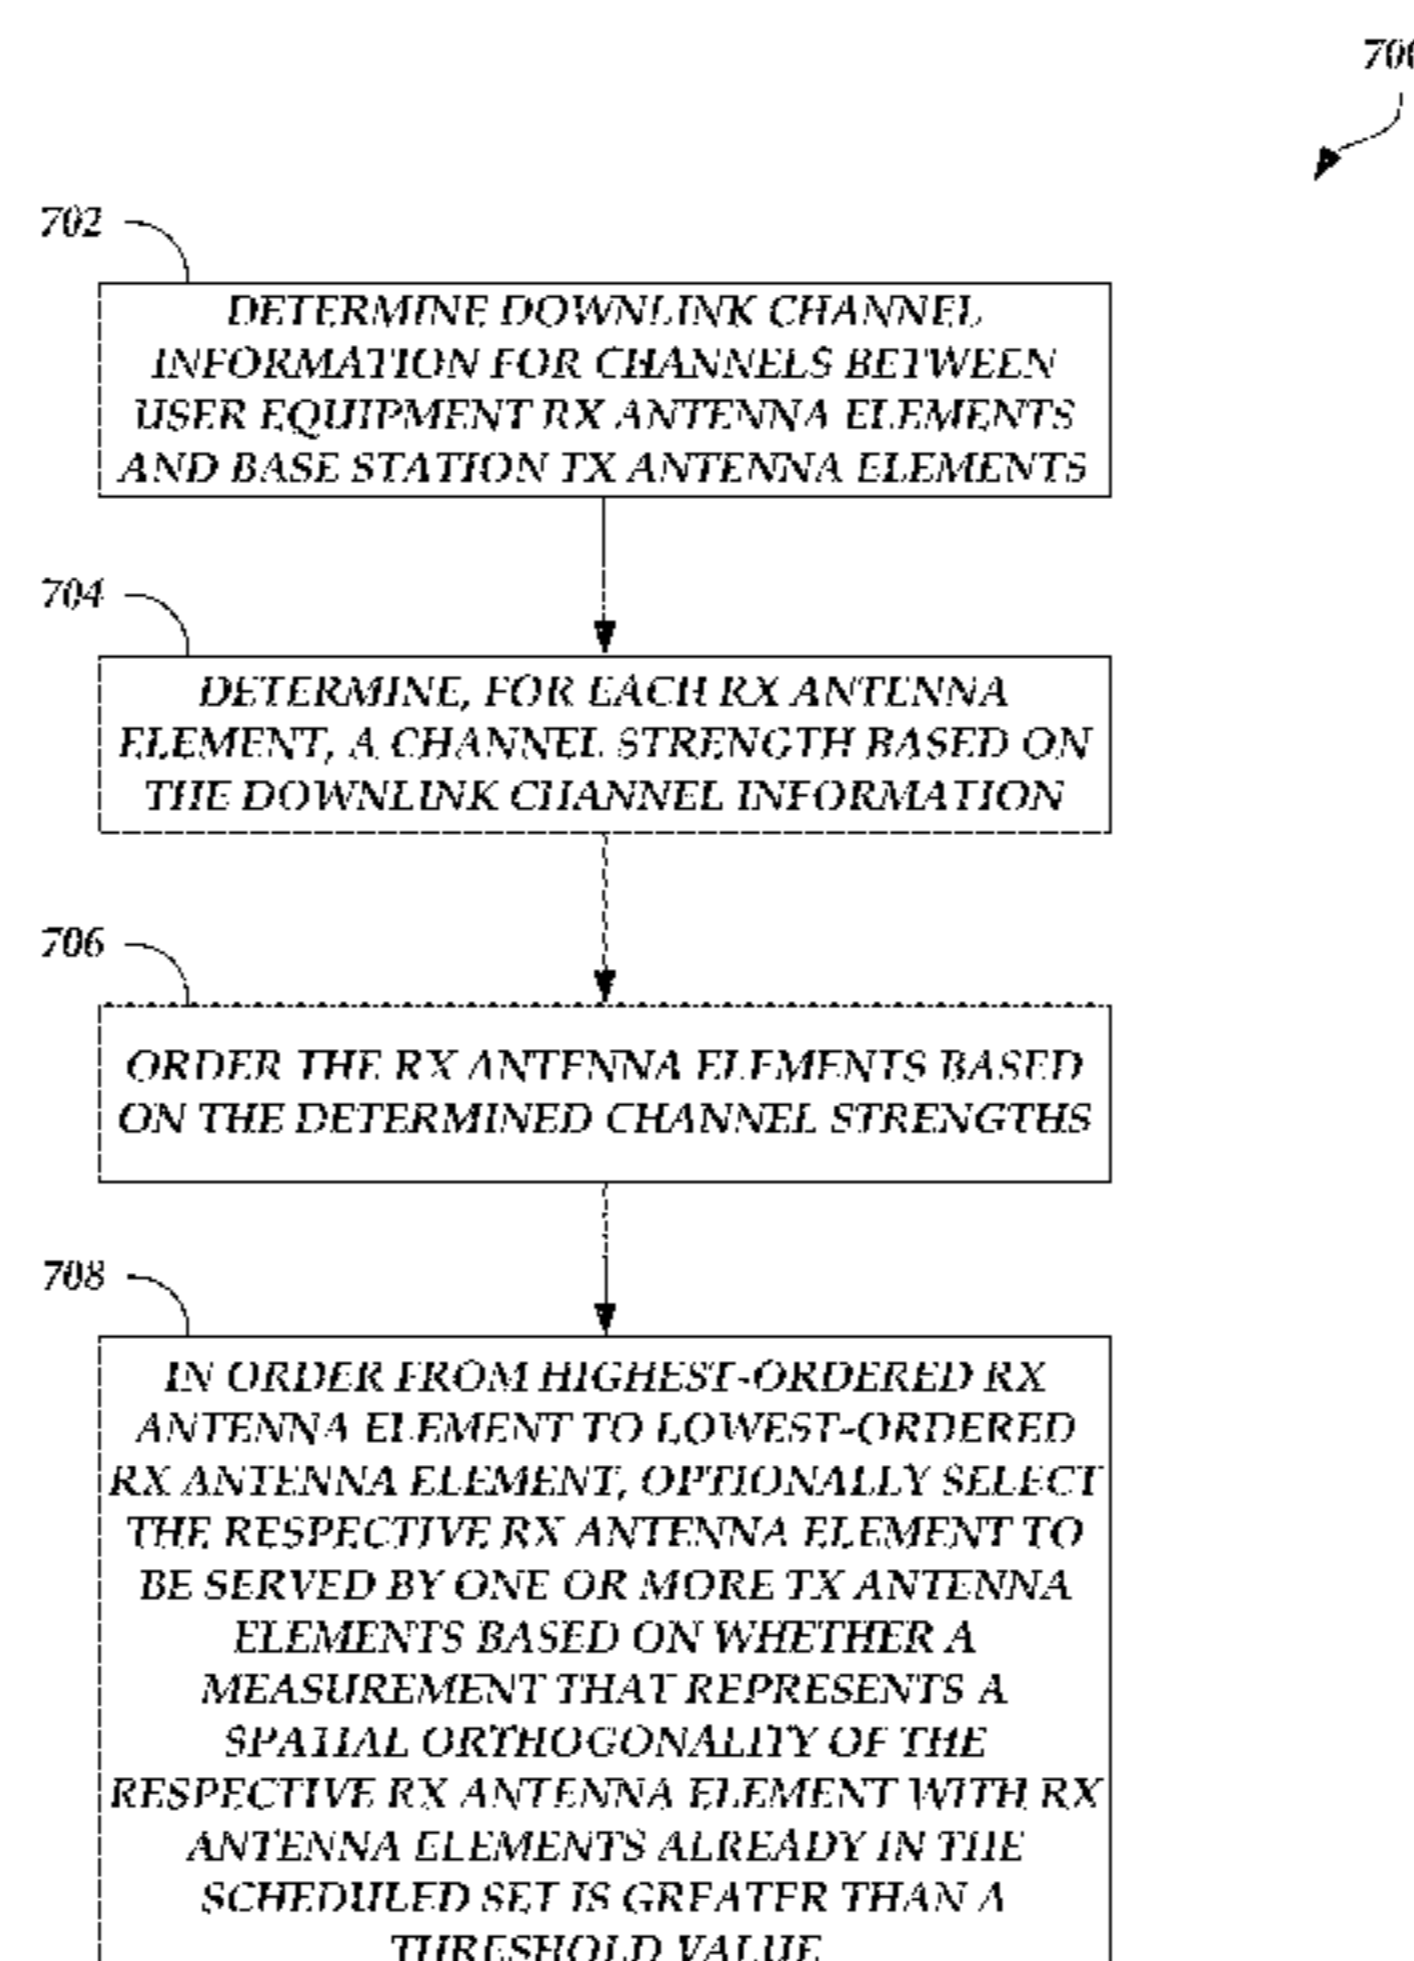 700
702
DETERMINE DOWNLINK CHANNEL
INFORMATION FOR CHANNELS BETWEEN
USER EQUIPMENT RX ANTENNA ELEMENTS
AND BASE STATION TX ANTENNA ELEMENTS
704
DETERMINE, FOR EACH RX ANTENNA
ELEMENT, A CHANNEL STRENGTH BASED ON
THE DOWNLINK CHANNEL INFORMATION
706
ORDER THE RX ANTENNA ELEMENTS BASED
ON THE DETERMINED CHANNEL STRENGTHS
708
IN ORDER FROM HIGHEST-ORDERED RX
ANTENNA ELEMENT TO LOWEST-ORDERED
RX ANTENNA ELEMENT, OPTIONALLY SELECT
THE RESPECTIVE RX ANTENNA ELEMENT TO
BE SERVED BY ONE OR MORE TX ANTENNA
ELEMENTS BASED ON WHETHER A
MEASUREMENT THAT REPRESENTS A
SPATIAL ORTHOGONALITY OF THE
RESPECTIVE RX ANTENNA ELEMENT WITH RX
ANTENNA ELEMENTS ALREADY IN THE
SCHEDULED SET IS GREATER THAN A
THRESHOLD VALUE